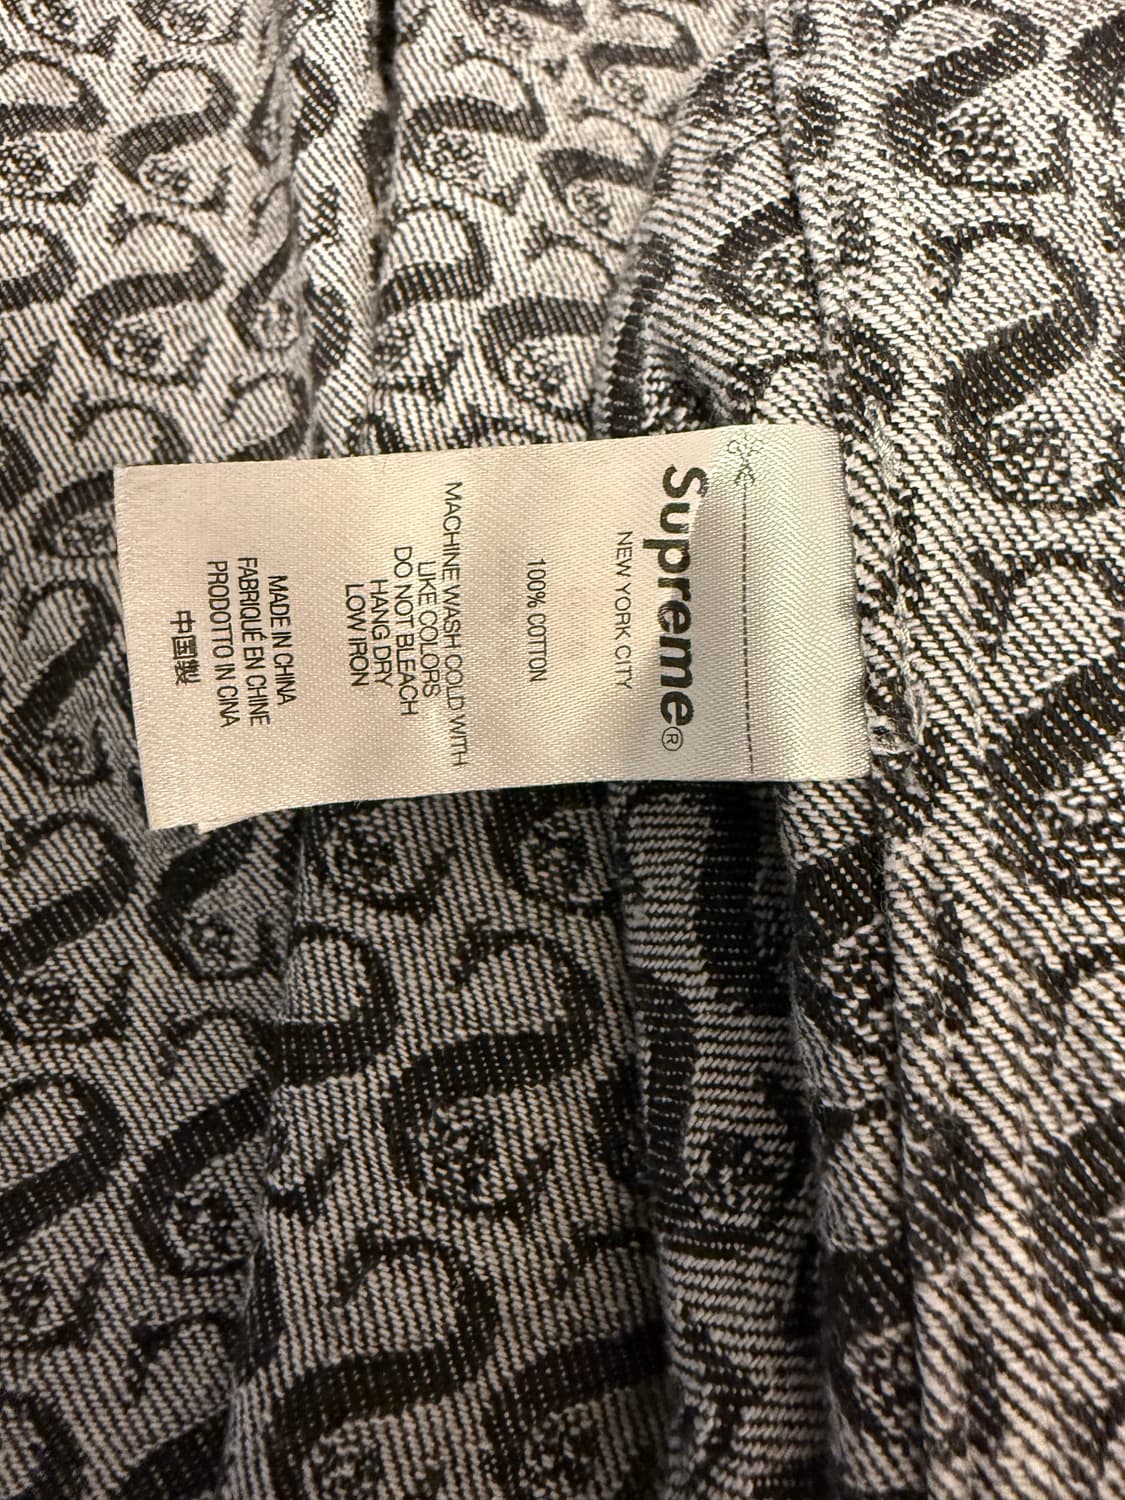 Supreme®
NEW YORK CITY
100% COTTON
MACHINE WASH COLD WITH
LIKE COLORS
DO NOT BLEACH
HANG DRY
LOW IRON
MADE IN CHINA
FABRIQUÉ EN CHINE
PRODOTTO IN CINA
中国製